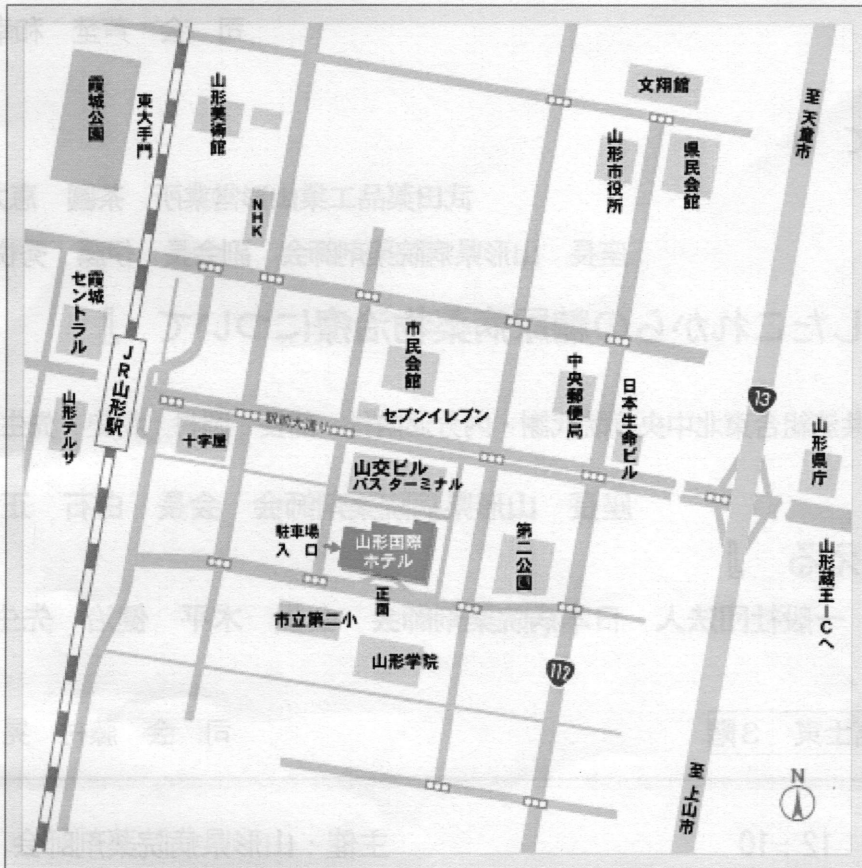 霞城公園
東大手門
山形美術館
NHK
文翔館
山形市役所
県民会館
至 天童市
霞城
セントラル
JR山形駅
山形テルサ
市民会館
セブンイレブン
駅前大通り
十字屋
山交ビル
バス ターミナル
中央郵便局
日本生命ビル
13
山形県庁
山形蔵王ICへ
駐車場
入 口
山形国際
ホテル
正面
第二公園
市立第二小
山形学院
112
至 上山市
N